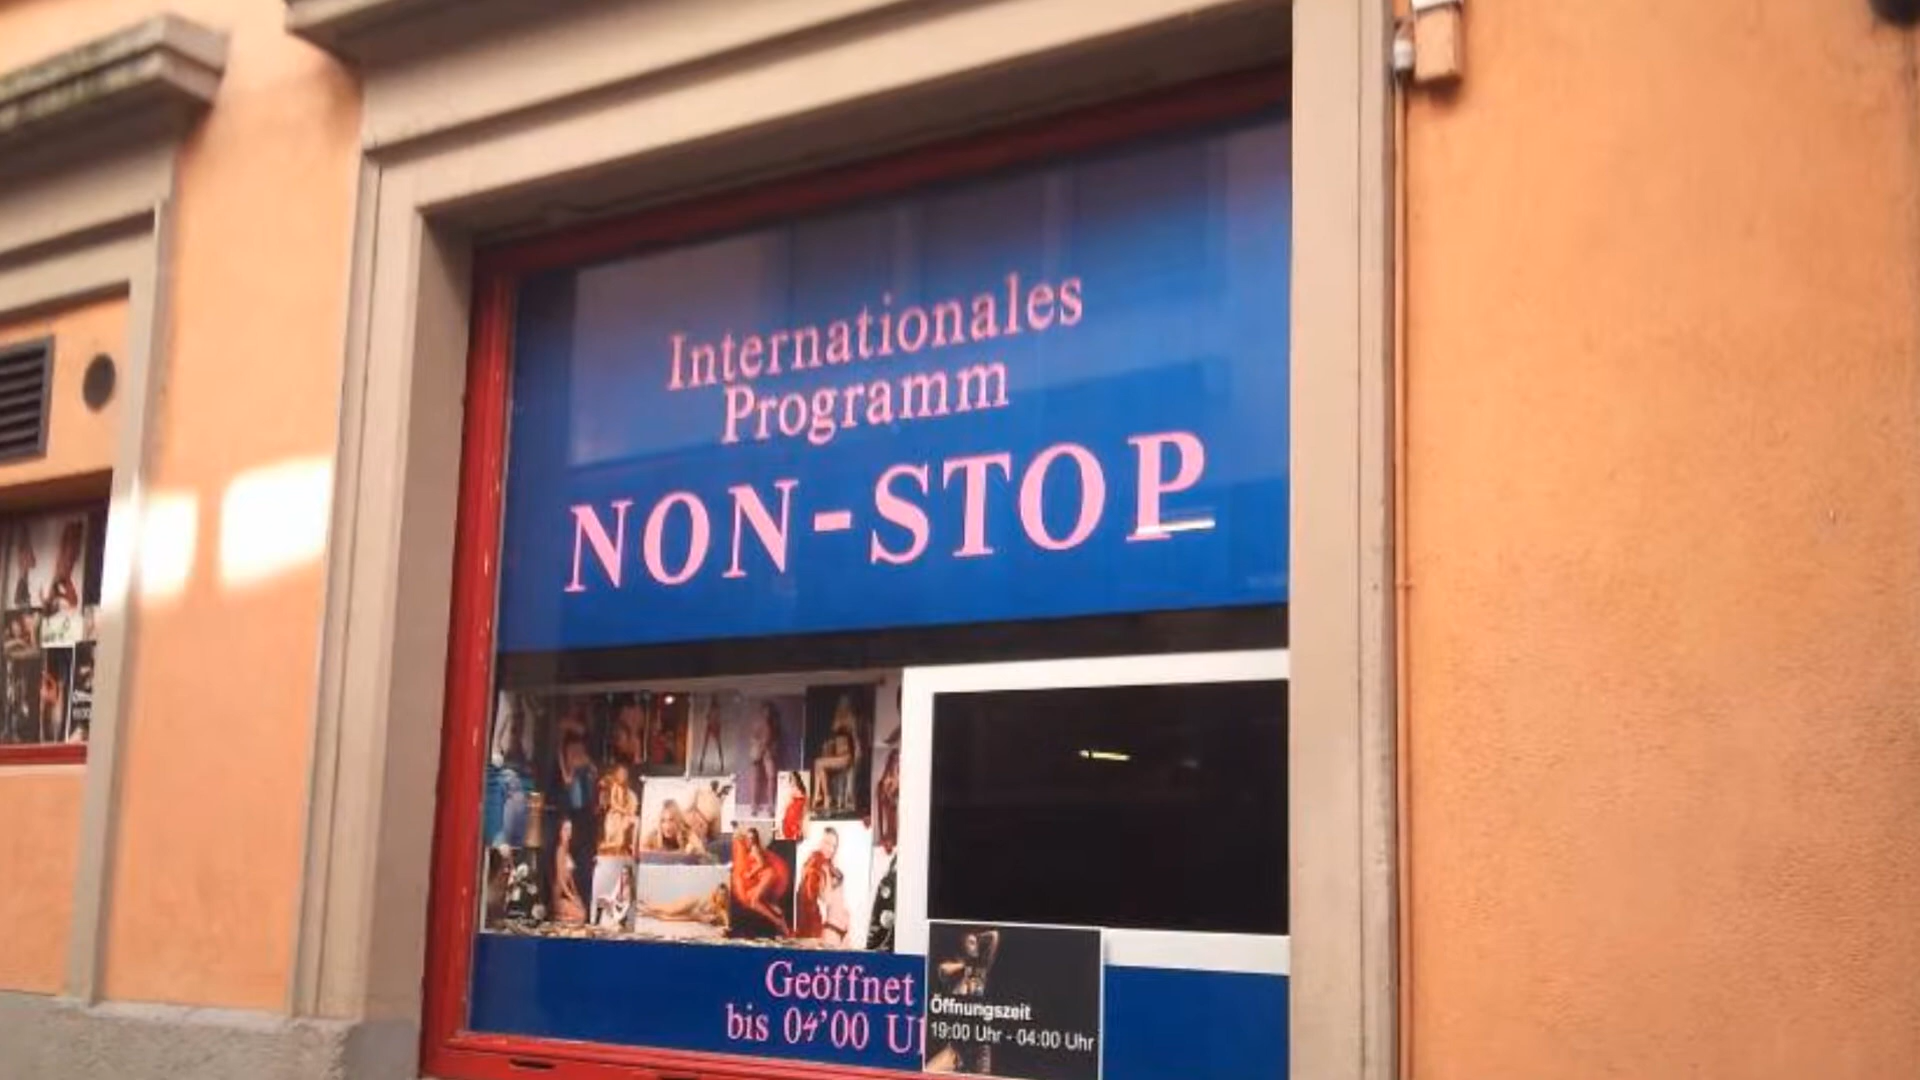 Internationales
Programm
NON-STOP
Geöffnet
bis 04'00
Öffnungszeit
19:00 Uhr - 04:00 Uhr